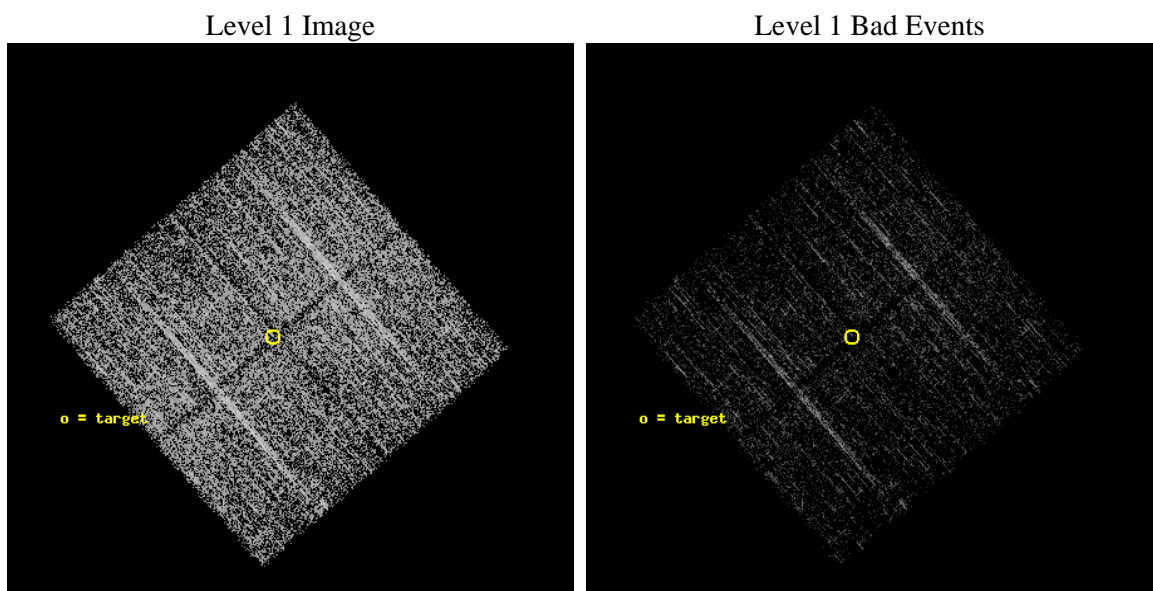 Level 1 Image
Level 1 Bad Events
o = target
o = target